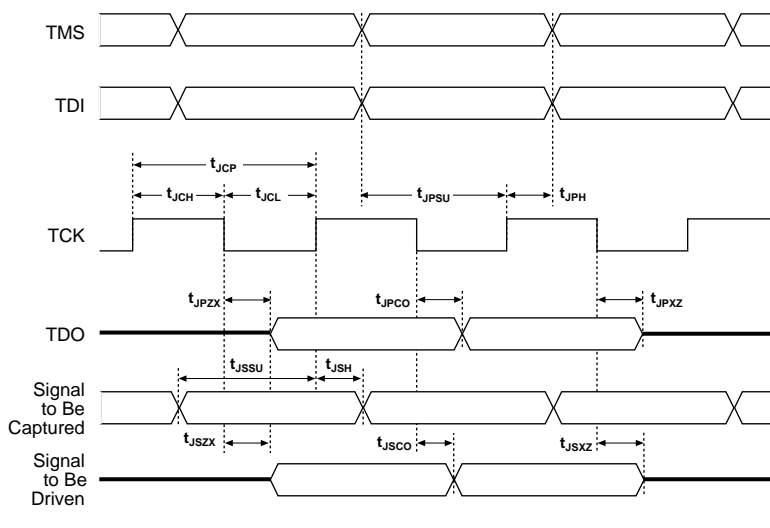 TMS
TDI
tJCP
tJCH tJCL tJPSU tJPH
TCK
tJPZX tJPCO tJPXZ
TDO
tJSSU tJSH
Signal
to Be
Captured
tJSZX tJSCO tJSXZ
Signal
to Be
Driven